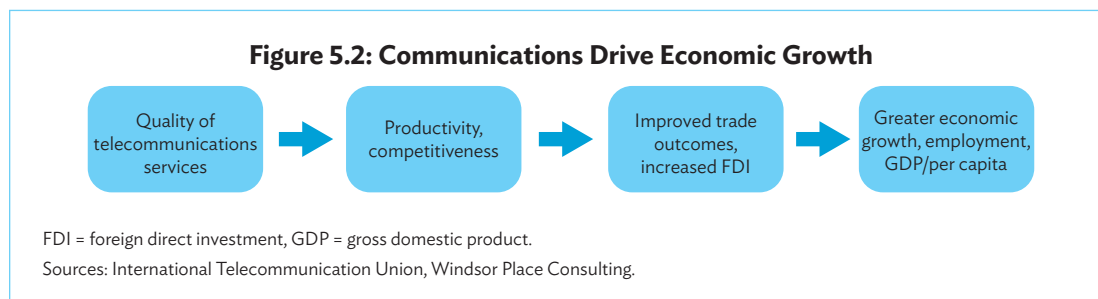 Figure 5.2: Communications Drive Economic Growth
Quality of
telecommunications
services
Productivity,
competitiveness
Improved trade
outcomes,
increased FDI
Greater economic
growth, employment,
GDP/per capita
FDI = foreign direct investment, GDP = gross domestic product.
Sources: International Telecommunication Union, Windsor Place Consulting.